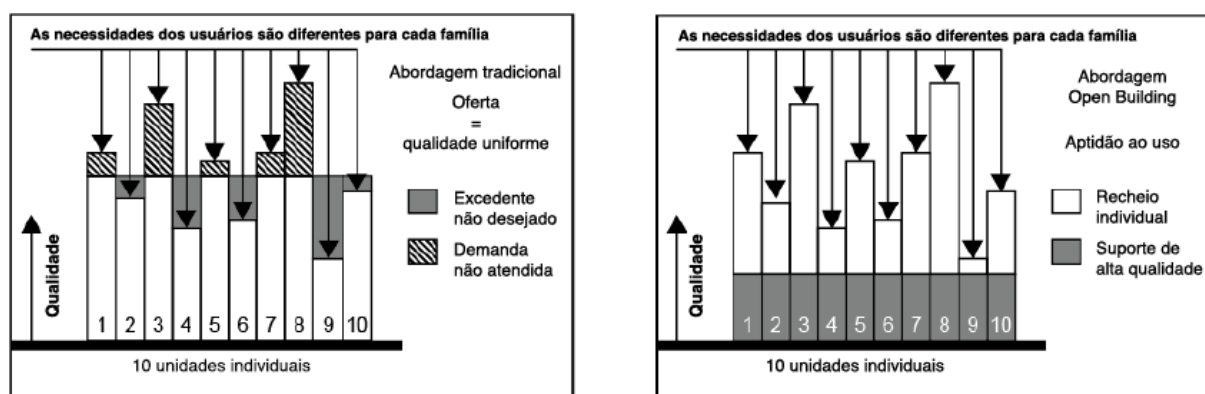 As necessidades dos usuários são diferentes para cada família
Abordagem tradicional
Oferta
=
qualidade uniforme
Excedente
não desejado
Demanda
não atendida
Qualidade
1 2 3 4 5 6 7 8 9 10
10 unidades individuais
As necessidades dos usuários são diferentes para cada família
Abordagem
Open Building
Aptidão ao uso
Recheio
individual
Suporte de
alta qualidade
Qualidade
1 2 3 4 5 6 7 8 9 10
10 unidades individuais